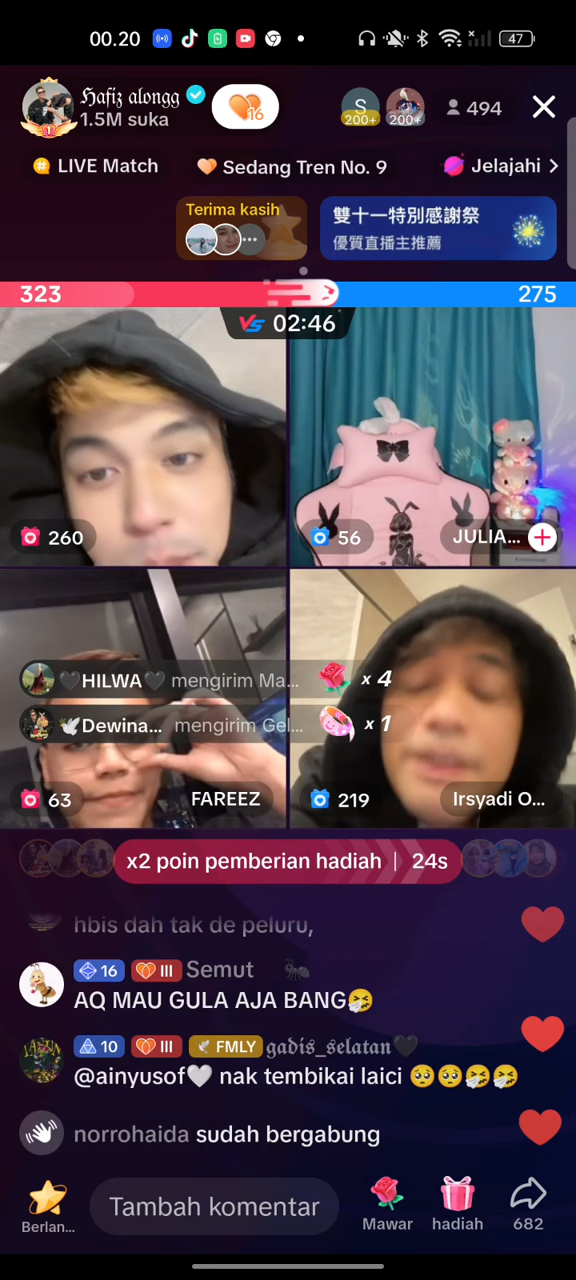 00.20
47
Hafiz alongg
1.5M suka
16
S
200+
200+
494
LIVE Match
Sedang Tren No. 9
Jelajahi
Terima kasih
雙十一特別感謝祭
優質直播主推薦
323
275
VS 02:46
260
56
JULIA...
🖤HILWA🖤 mengirim Ma... x 4
🕊Dewina... mengirim Gel... x 1
63
FAREEZ
219
Irsyadi O...
x2 poin pemberian hadiah | 24s
hbis dah tak de peluru,
16 III Semut 🐜
AQ MAU GULA AJA BANG🤧
10 III FMLY gadis_selatan🖤
@ainyusof🤍 nak tembikai laici 🥺🥺🤧🤧
norrohaida sudah bergabung
Berlan...
Tambah komentar
Mawar
hadiah
682